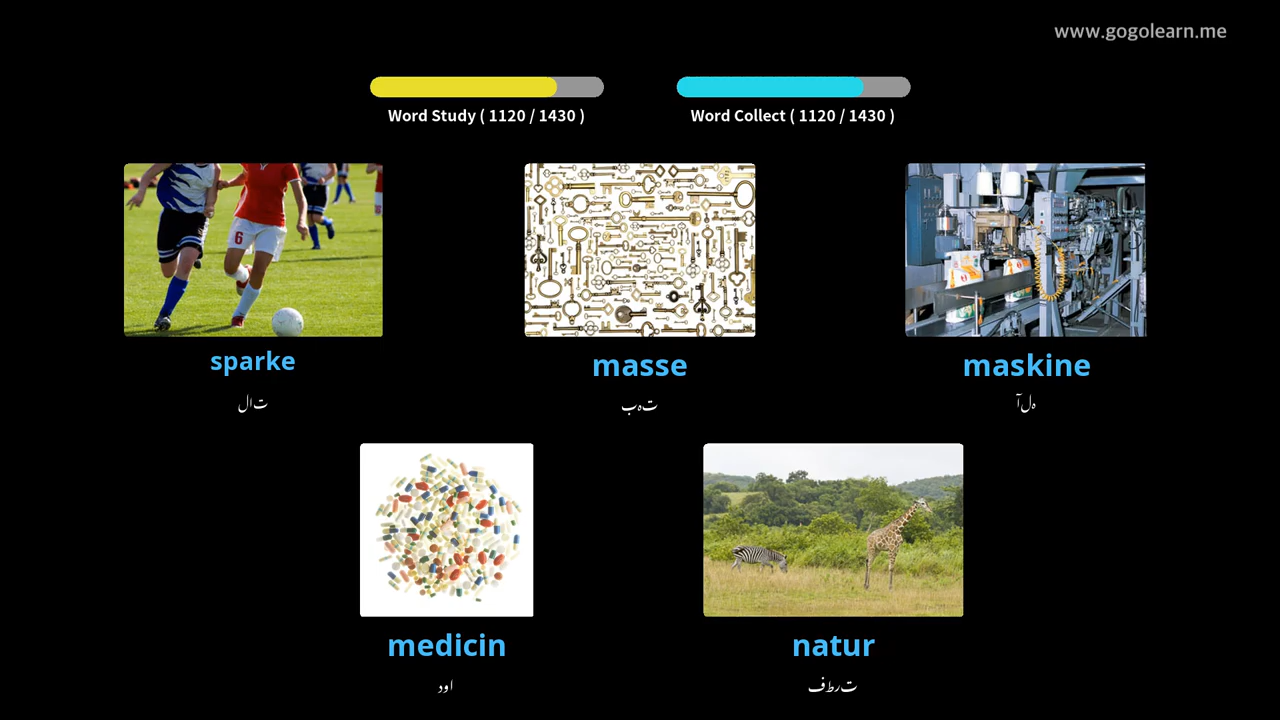 www.gogolearn.me
Word Study ( 1120 / 1430 )
Word Collect ( 1120 / 1430 )
sparke
masse
maskine
تال
تہب
ہلآ
medicin
natur
اود
ترطف